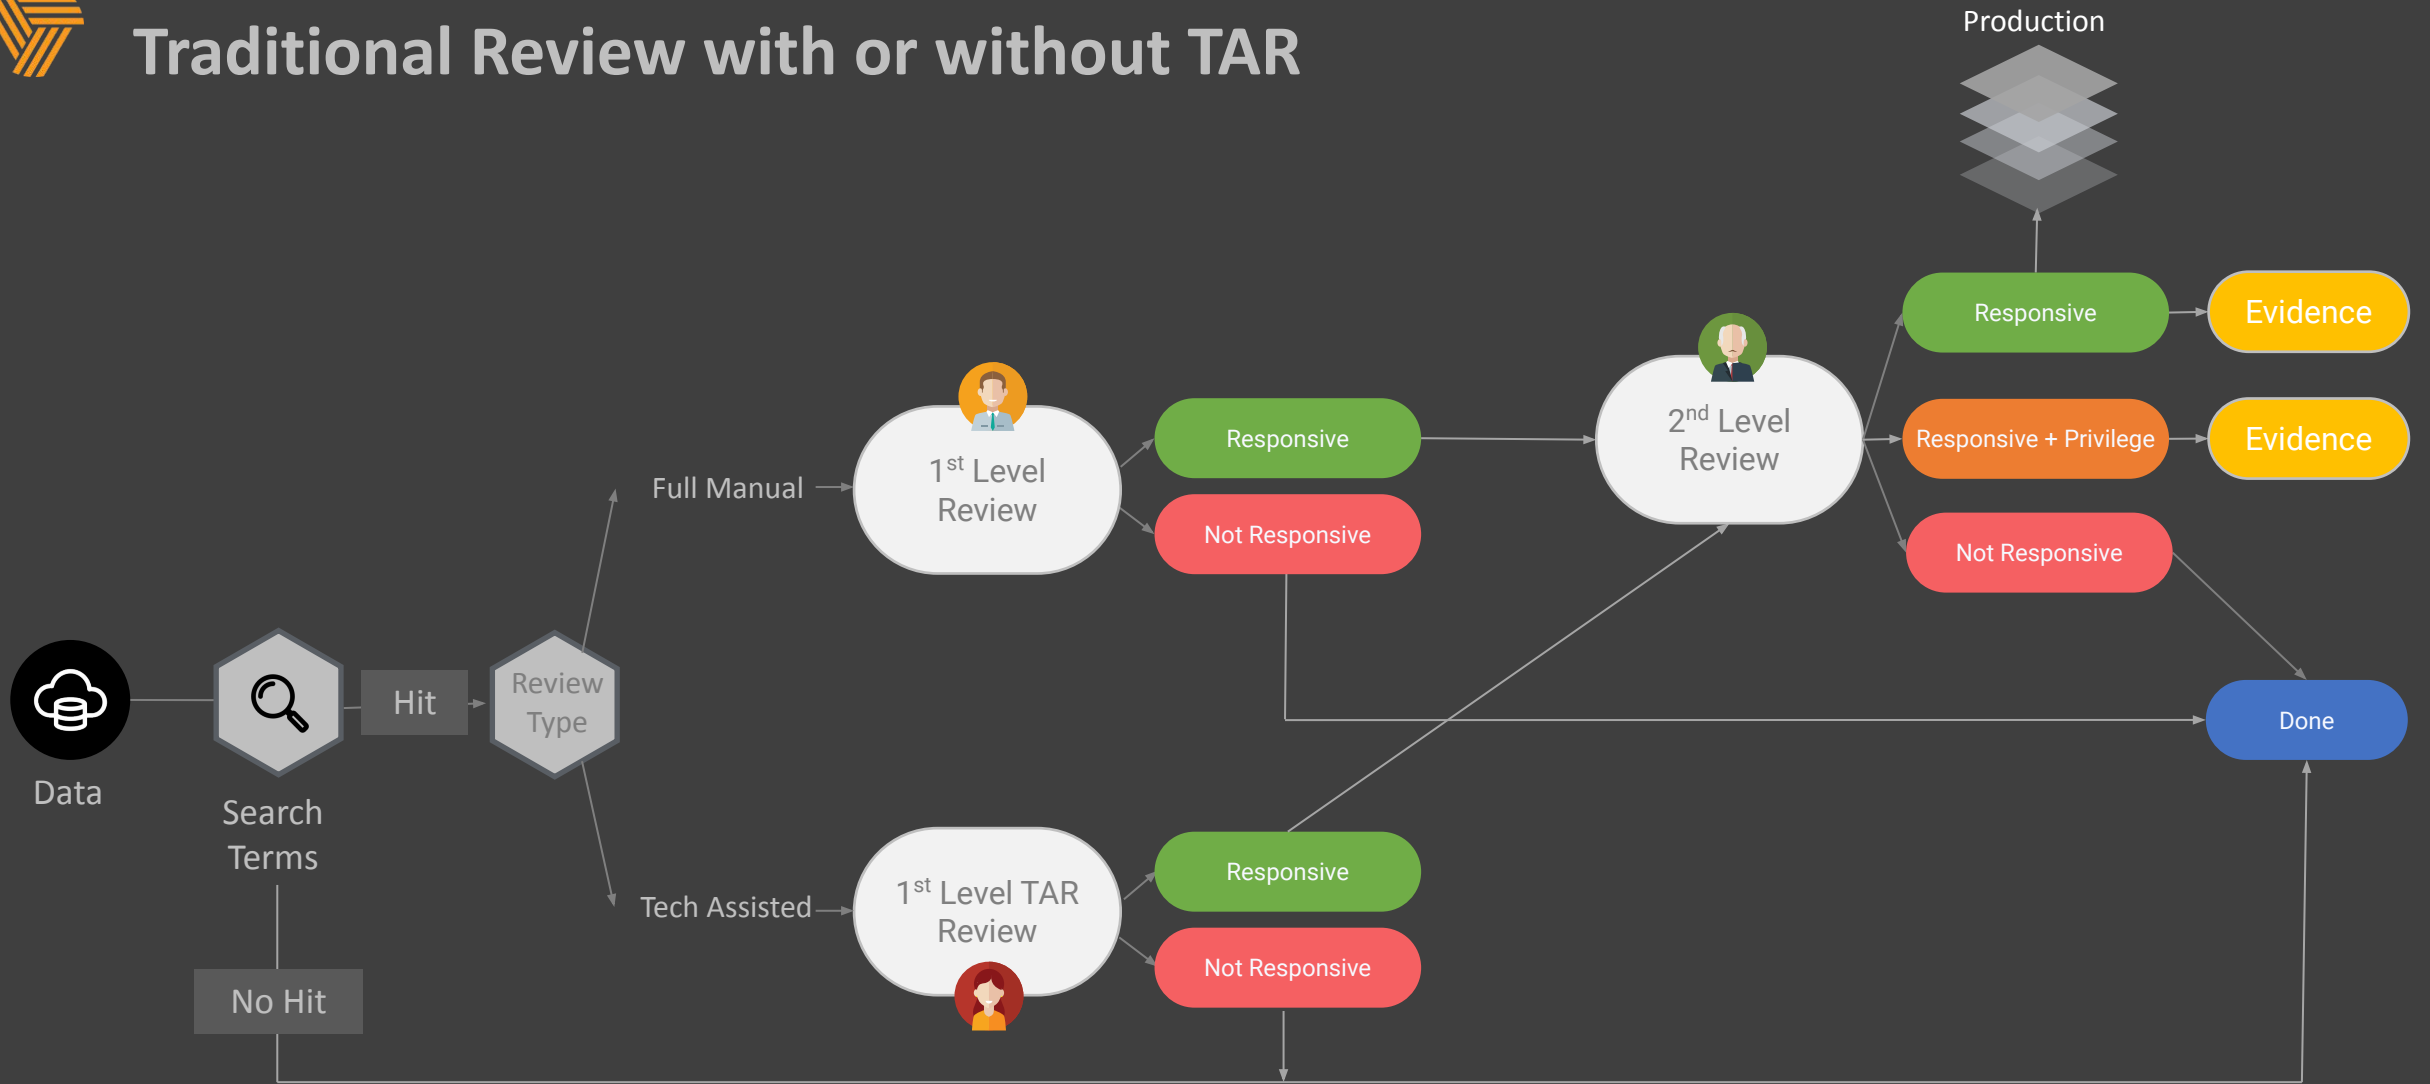 Traditional Review with or without TAR
Production
Responsive
Evidence
Responsive + Privilege
Evidence
Not Responsive
2nd Level
Review
Responsive
Not Responsive
1st Level
Review
Full Manual
Review
Type
Hit
Data
Search
Terms
No Hit
Done
Tech Assisted
1st Level TAR
Review
Responsive
Not Responsive